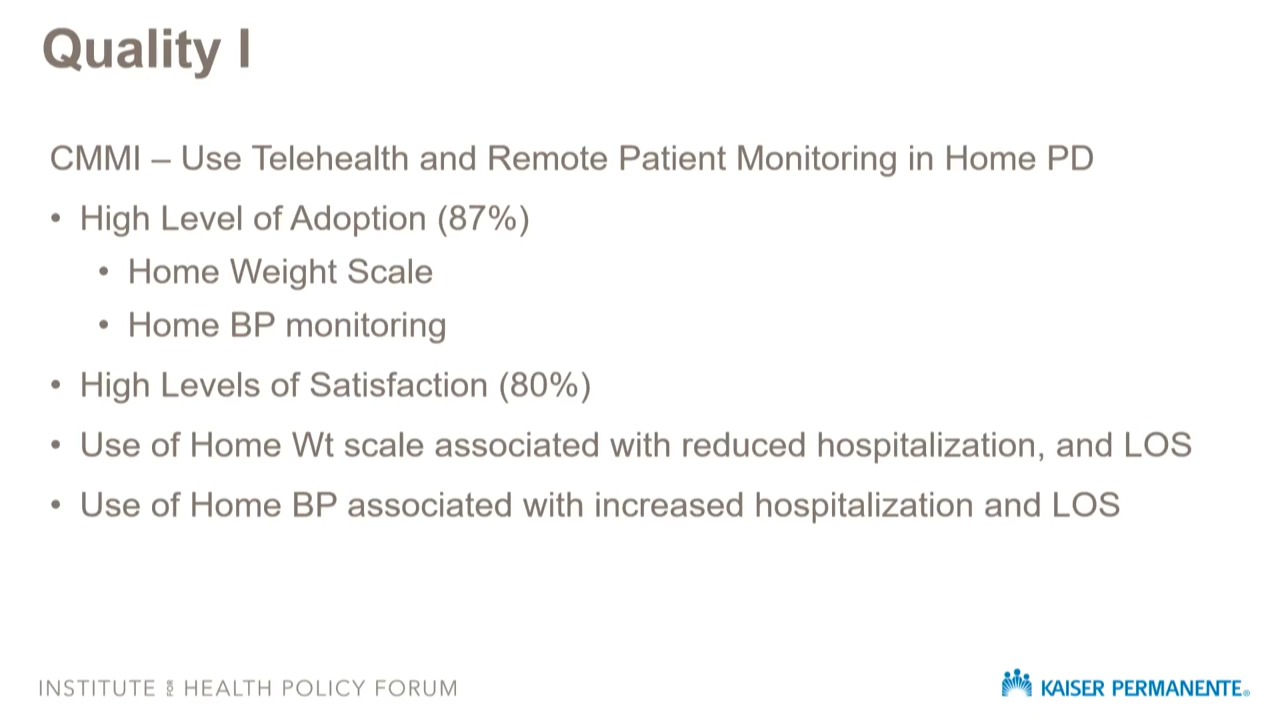 Quality I
CMMI – Use Telehealth and Remote Patient Monitoring in Home PD
• High Level of Adoption (87%)
• Home Weight Scale
• Home BP monitoring
• High Levels of Satisfaction (80%)
• Use of Home Wt scale associated with reduced hospitalization, and LOS
• Use of Home BP associated with increased hospitalization and LOS
INSTITUTE FOR HEALTH POLICY FORUM
KAISER PERMANENTE®